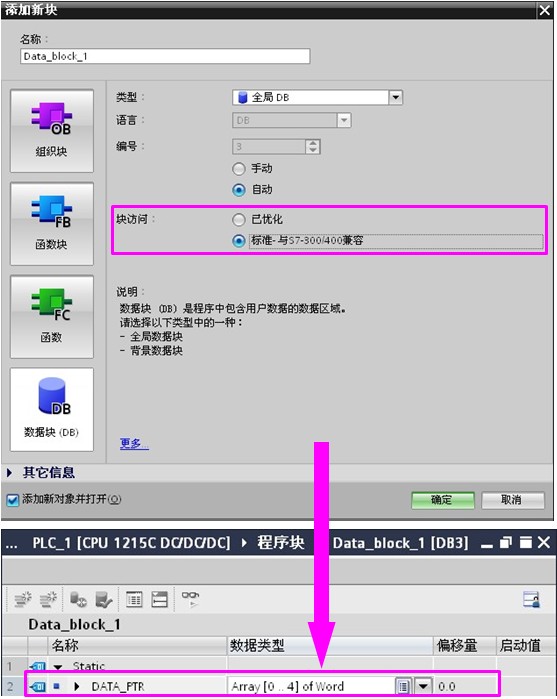 添加新块
名称：
Data_block_1
OB
组织块
FB
函数块
FC
函数
DB
数据块 (DB)
类型：
全局 DB
语言：
DB
编号：
3
手动
自动
块访问：
已优化
标准-与S7-300/400兼容
说明：
数据块（DB）是程序中包含用户数据的数据区域。
请选择以下类型中的一种：
- 全局数据块
- 背景数据块
更多...
其它信息
添加新对象并打开(O)
确定
取消
... PLC_1 [CPU 1215C DC/DC/DC] 程序块 Data_block_1 [DB3]
Data_block_1
名称 数据类型 偏移量 启动值
1 Static
2 DATA_PTR Array [0 .. 4] of Word 0.0